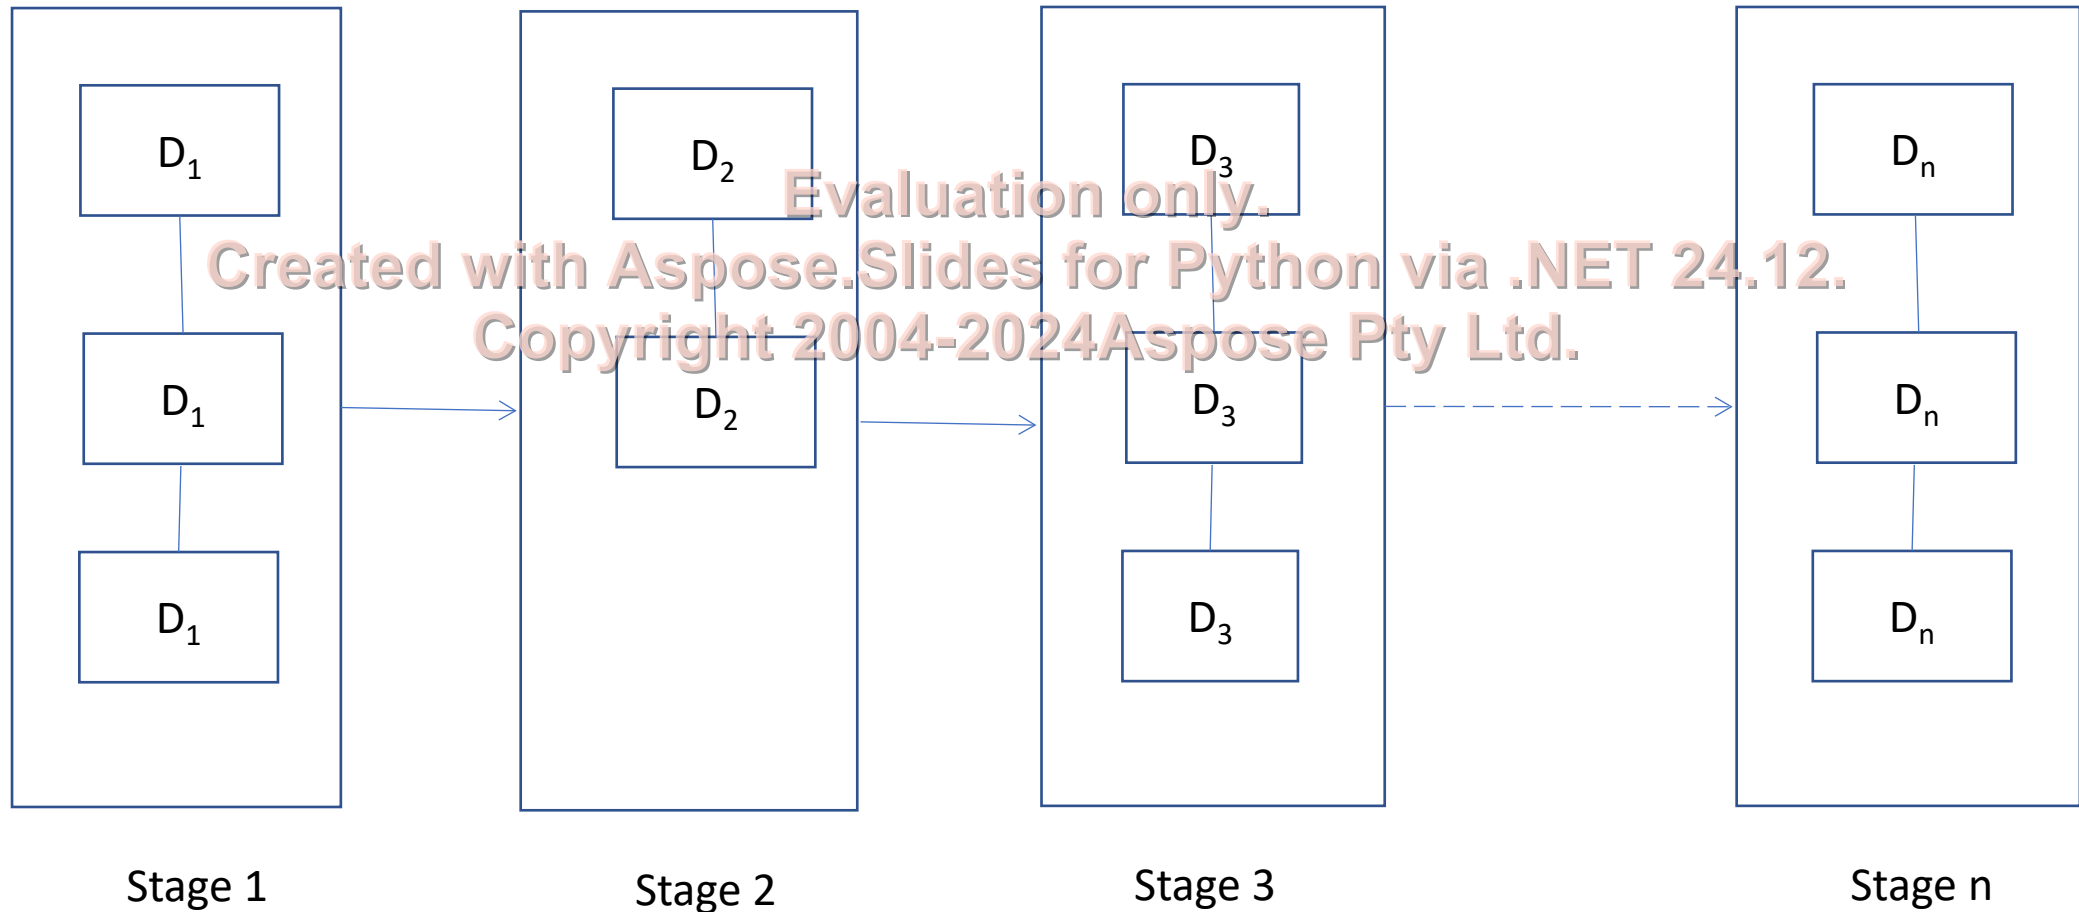 D1
D2
D3
Dn
Evaluation only.
Created with Aspose.Slides for Python via .NET 24.12.
Copyright 2004-2024Aspose Pty Ltd.
D1
D2
D3
Dn
D1
D3
Dn
Stage 1
Stage 2
Stage 3
Stage n